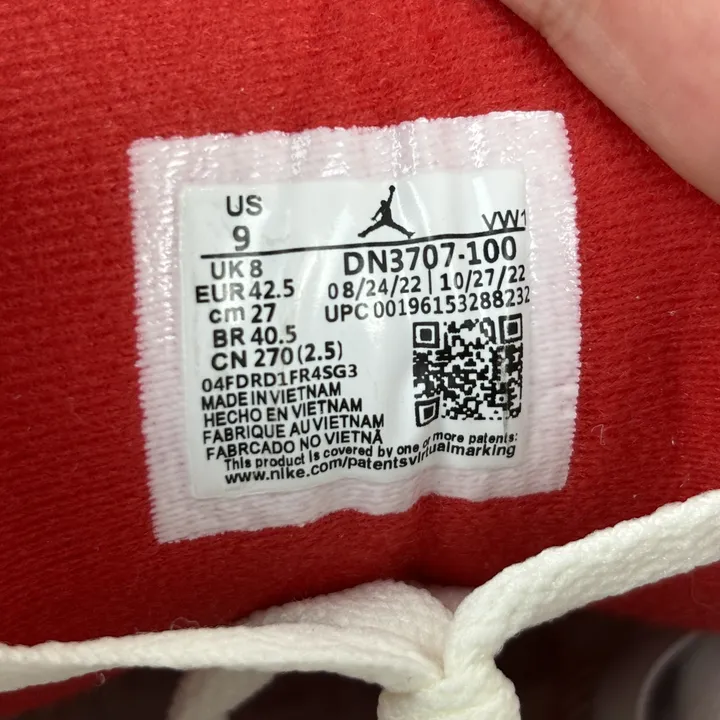 US
9
VW1
UK 8
DN3707-100
EUR 42.5
08/24/22 | 10/27/22
cm 27
UPC 00196153288232
BR 40.5
CN 270 (2.5)
04FDRD1FR4SG3
MADE IN VIETNAM
HECHO EN VIETNAM
FABRIQUE AU VIETNAM
FABRCADO NO VIETNÃ
This product is covered by one or more patents:
www.nike.com/patentsvirtualmarking